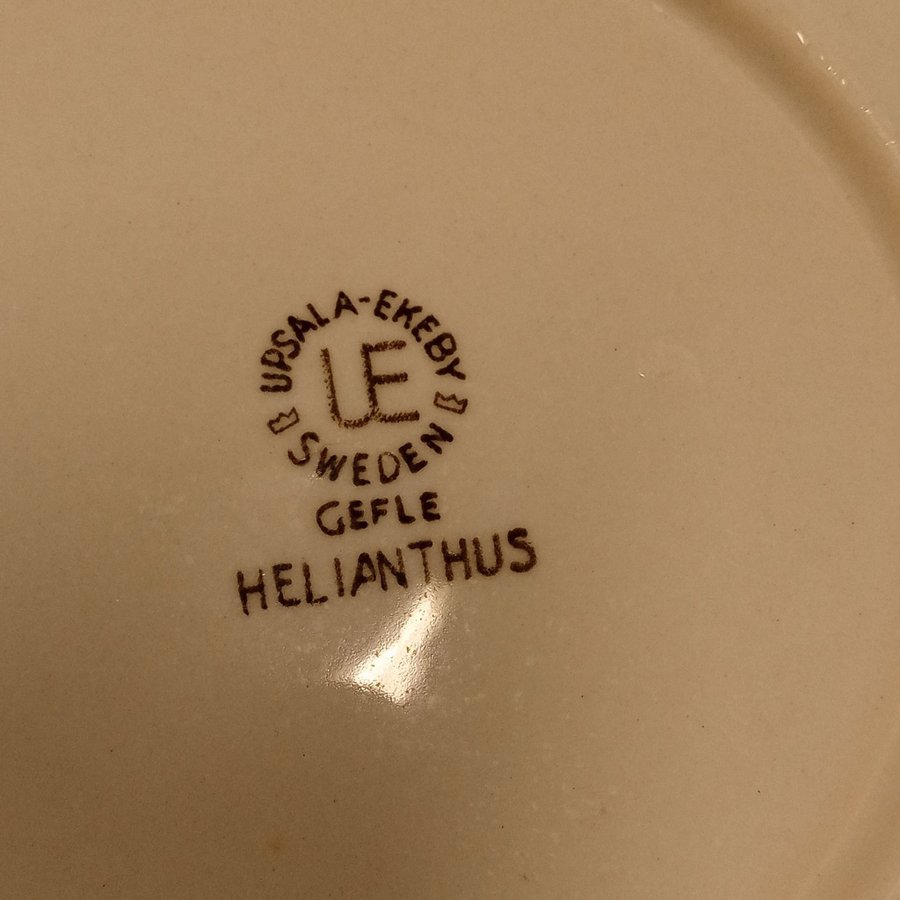 UPSALA-EKEBY
UE
SWEDEN
GEFLE
HELIANTHUS